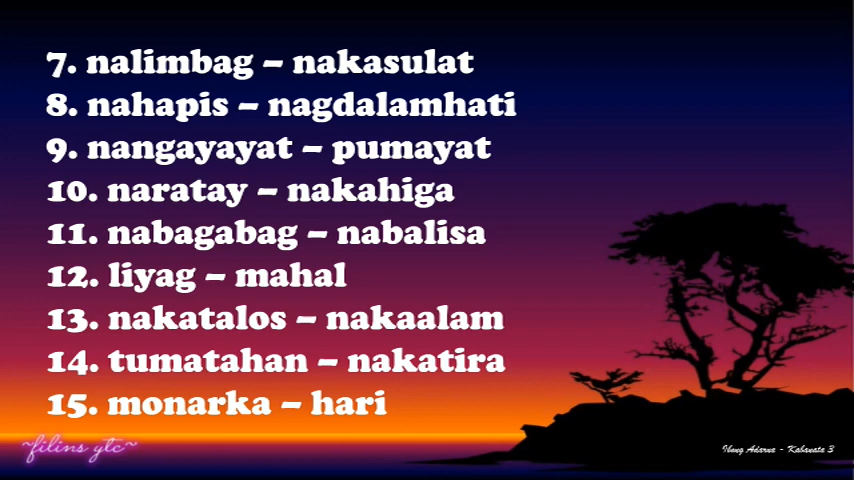 7. nalimbag – nakasulat
8. nahapis – nagdalamhati
9. nangayayat – pumayat
10. naratay – nakahiga
11. nabagabag – nabalisa
12. liyag – mahal
13. nakatalos – nakaalam
14. tumatahan – nakatira
15. monarka – hari
~filins ytc~
Ibong Adarna - Kabanata 3